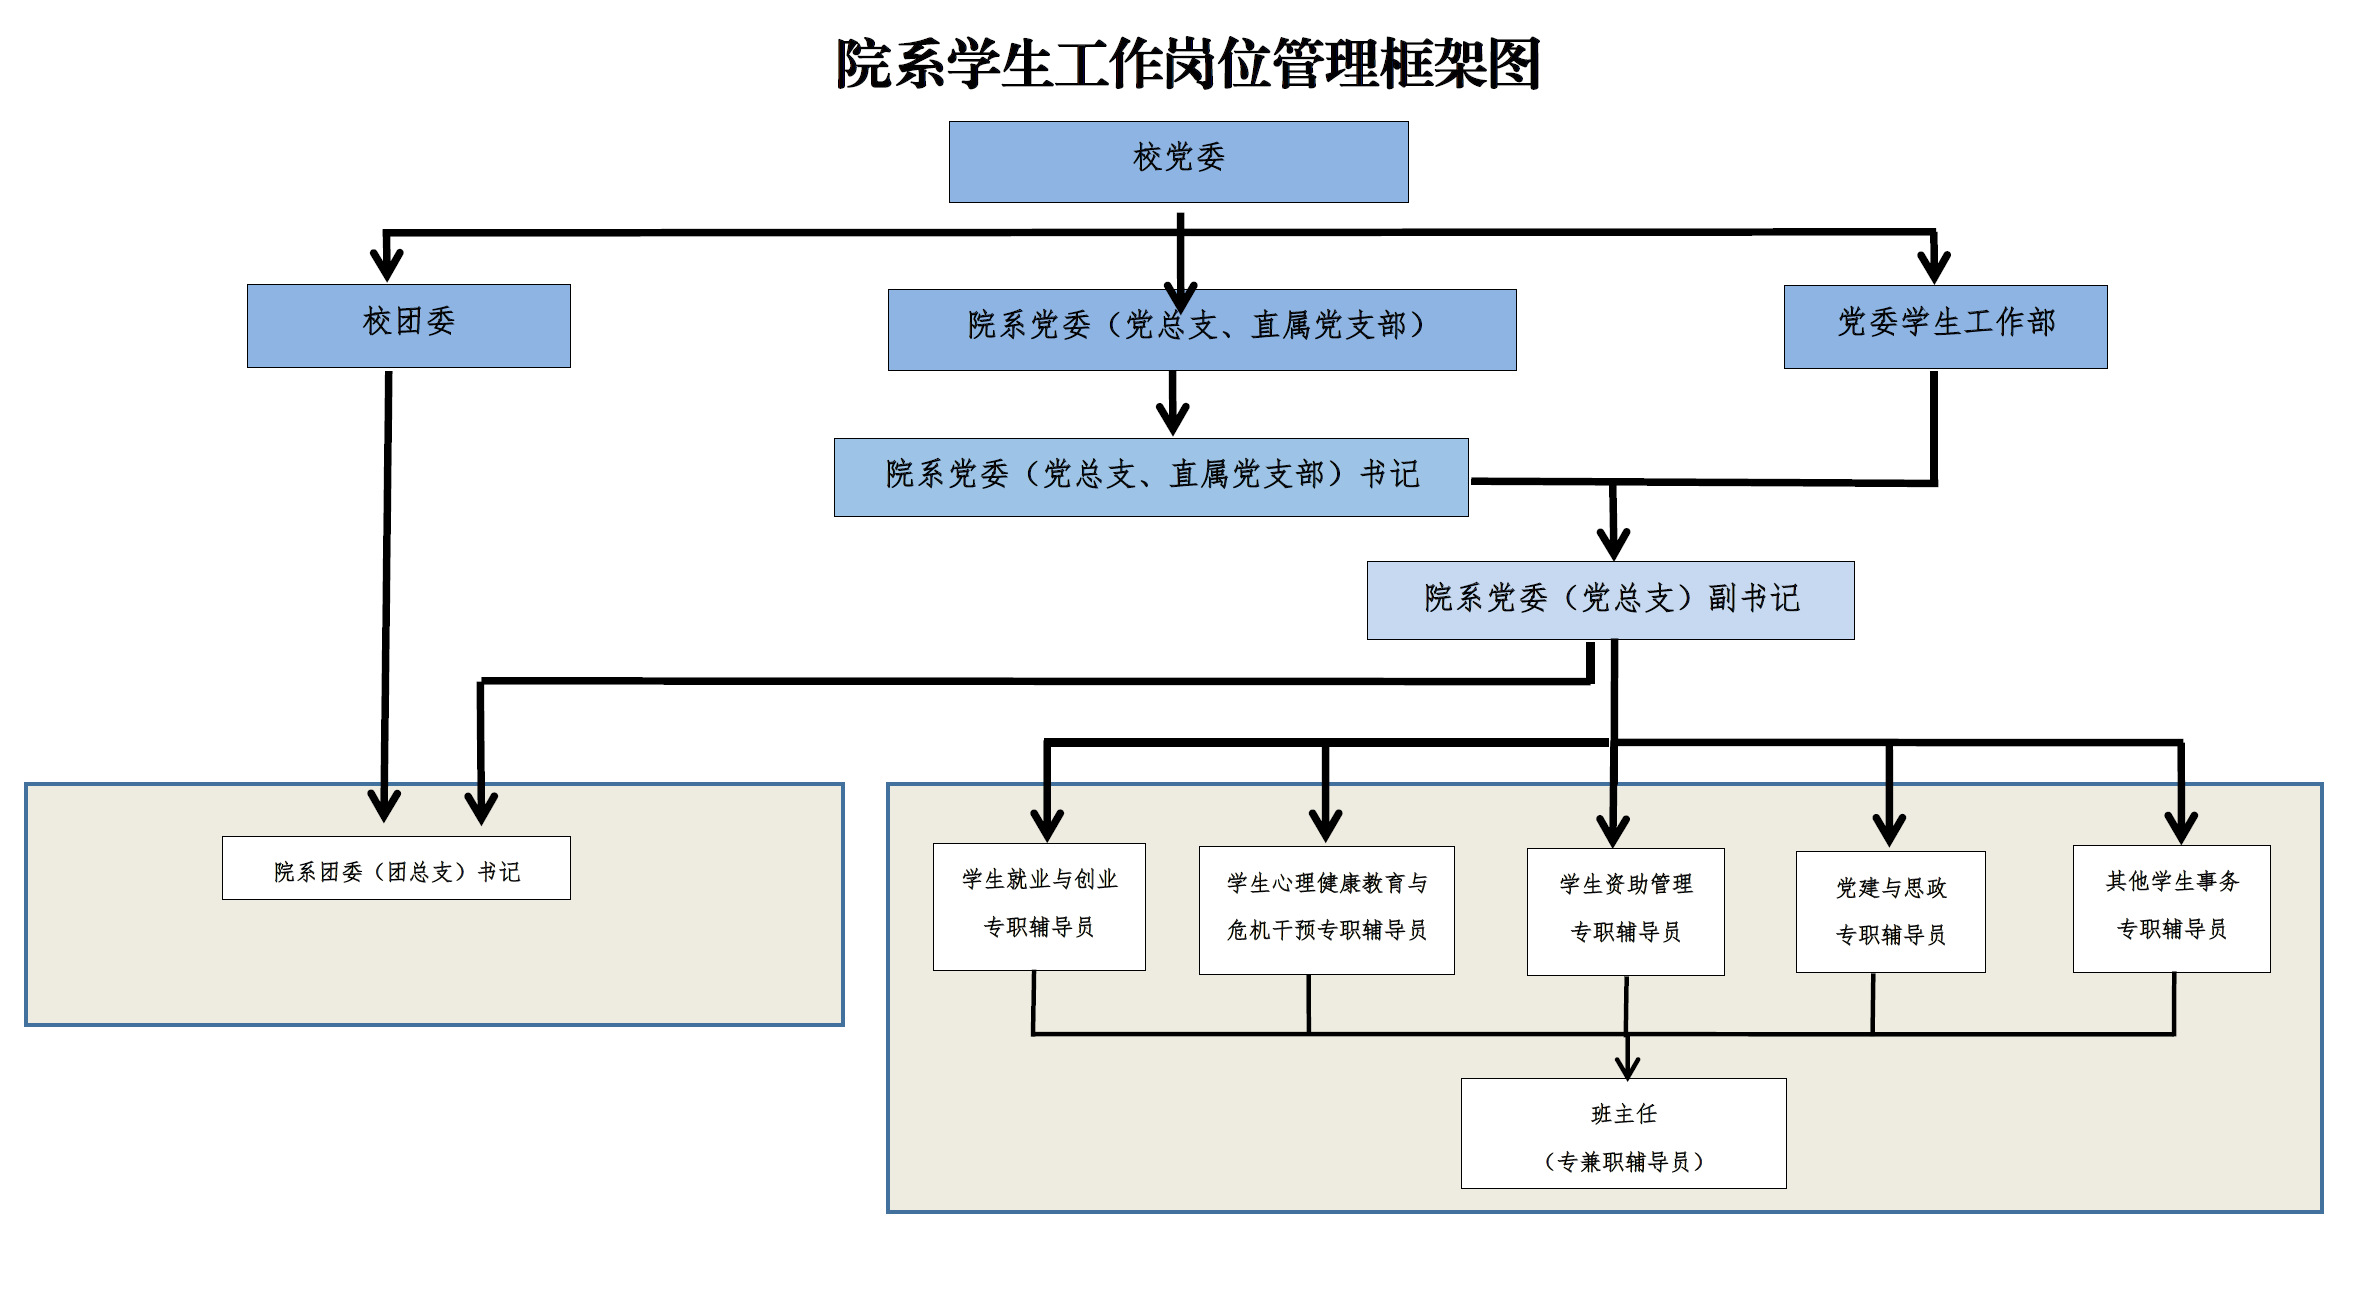 院系学生工作岗位管理框架图
校党委
校团委
院系党委（党总支、直属党支部）
党委学生工作部
院系党委（党总支、直属党支部）书记
院系党委（党总支）副书记
院系团委（团总支）书记
学生就业与创业
专职辅导员
学生心理健康教育与
危机干预专职辅导员
学生资助管理
专职辅导员
党建与思政
专职辅导员
其他学生事务
专职辅导员
班主任
（专兼职辅导员）